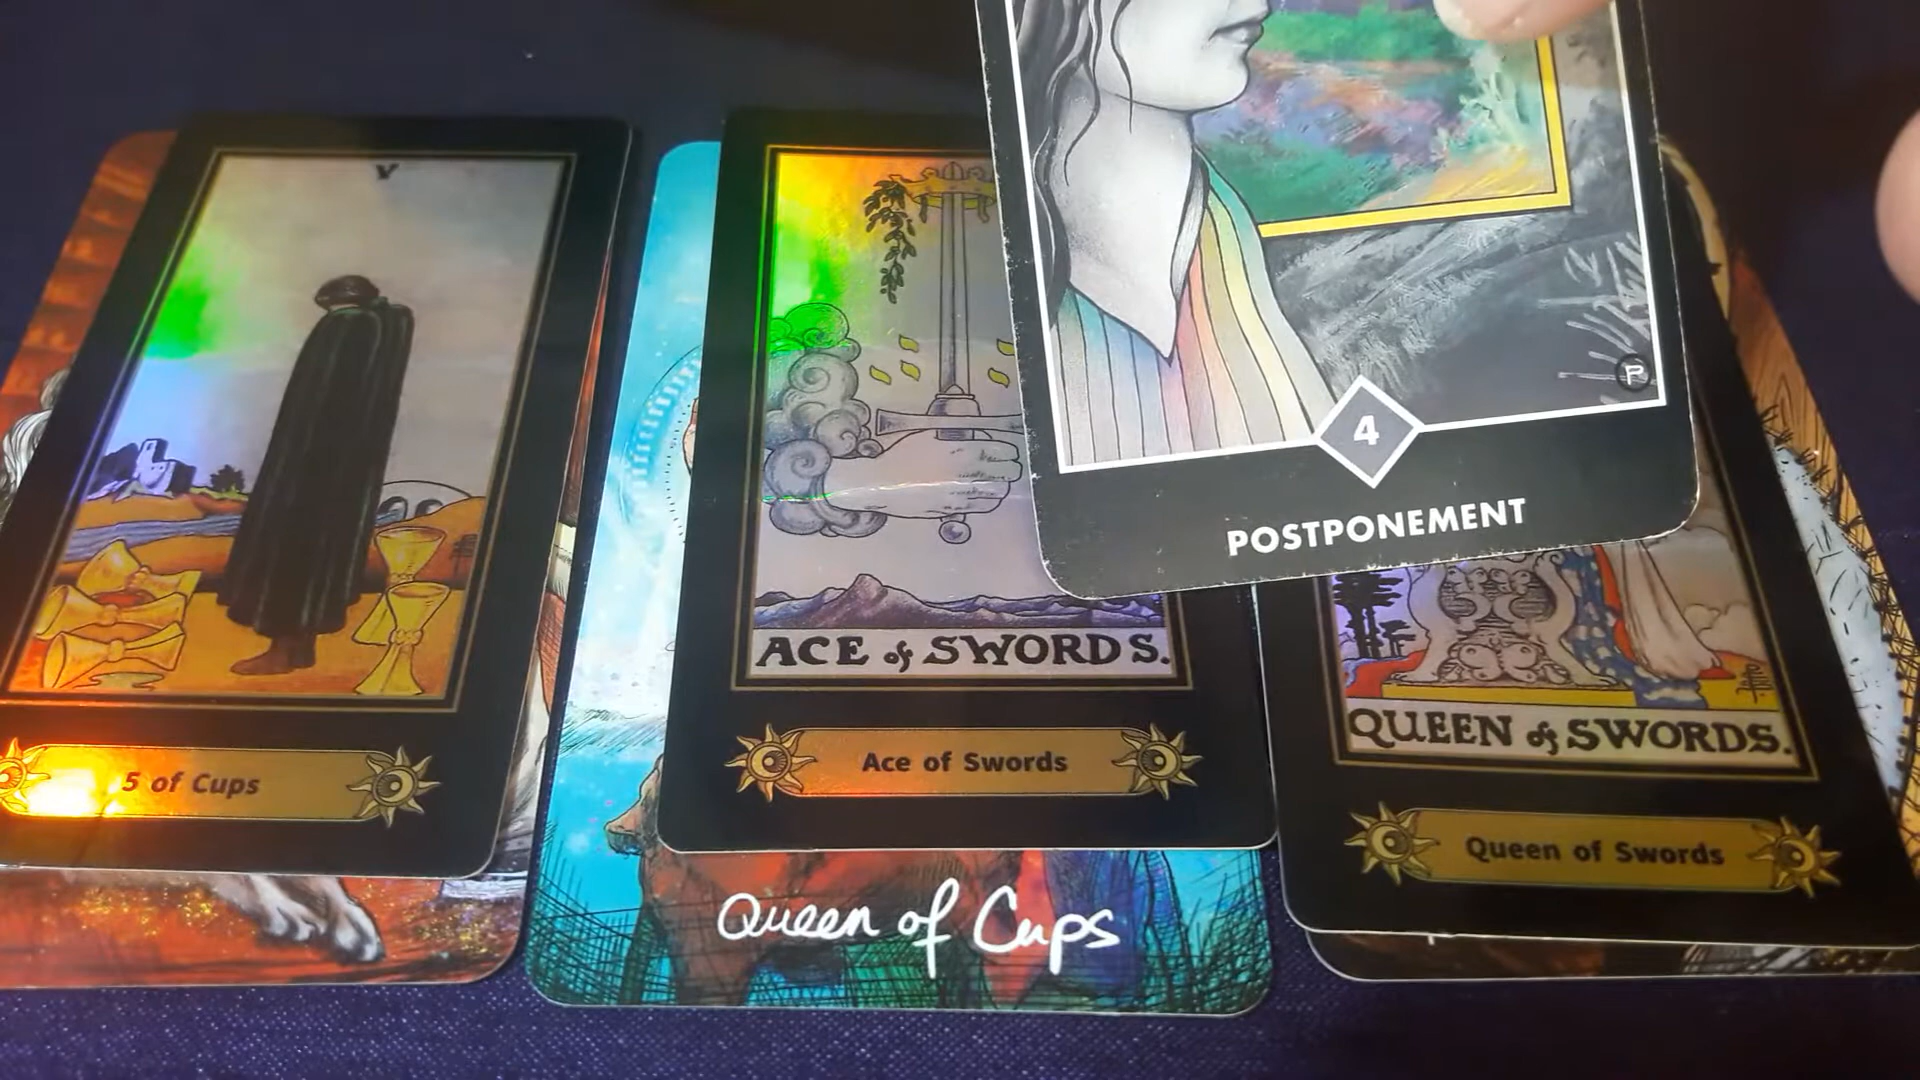 V
ACE of SWORDS.
P
4
POSTPONEMENT
QUEEN of SWORDS.
5 of Cups
Ace of Swords
Queen of Swords
Queen of Cups